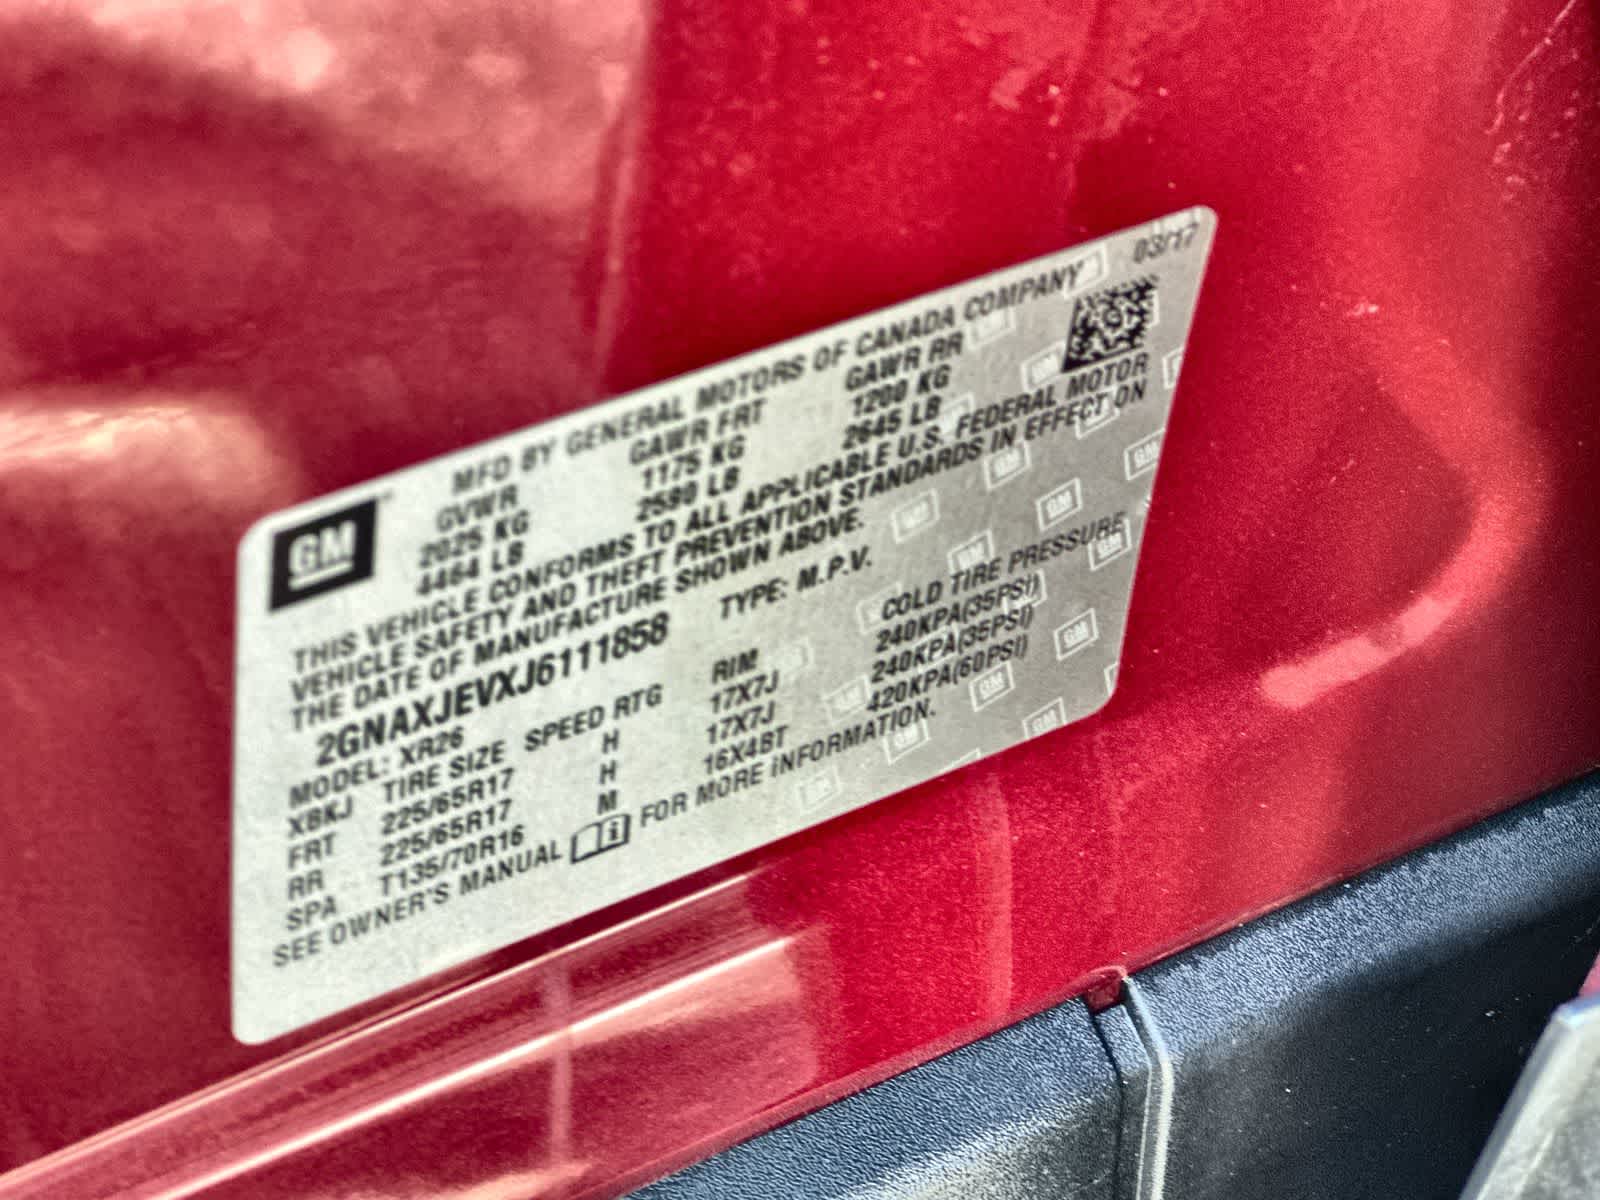 03/17
MFD BY GENERAL MOTORS OF CANADA COMPANY
GM
GVWR GAWR FRT GAWR RR
2025 KG 1175 KG 1200 KG
4464 LB 2590 LB 2645 LB
THIS VEHICLE CONFORMS TO ALL APPLICABLE U.S. FEDERAL MOTOR
VEHICLE SAFETY AND THEFT PREVENTION STANDARDS IN EFFECT ON
THE DATE OF MANUFACTURE SHOWN ABOVE.
2GNAXJEVXJ6111858 TYPE: M.P.V.
MODEL: XR26
XBKJ TIRE SIZE SPEED RTG RIM COLD TIRE PRESSURE
FRT 225/65R17 H 17X7J 240KPA(35PSI)
RR 225/65R17 H 17X7J 240KPA(35PSI)
SPA T135/70R16 M 16X4BT 420KPA(60PSI)
SEE OWNER'S MANUAL FOR MORE INFORMATION.